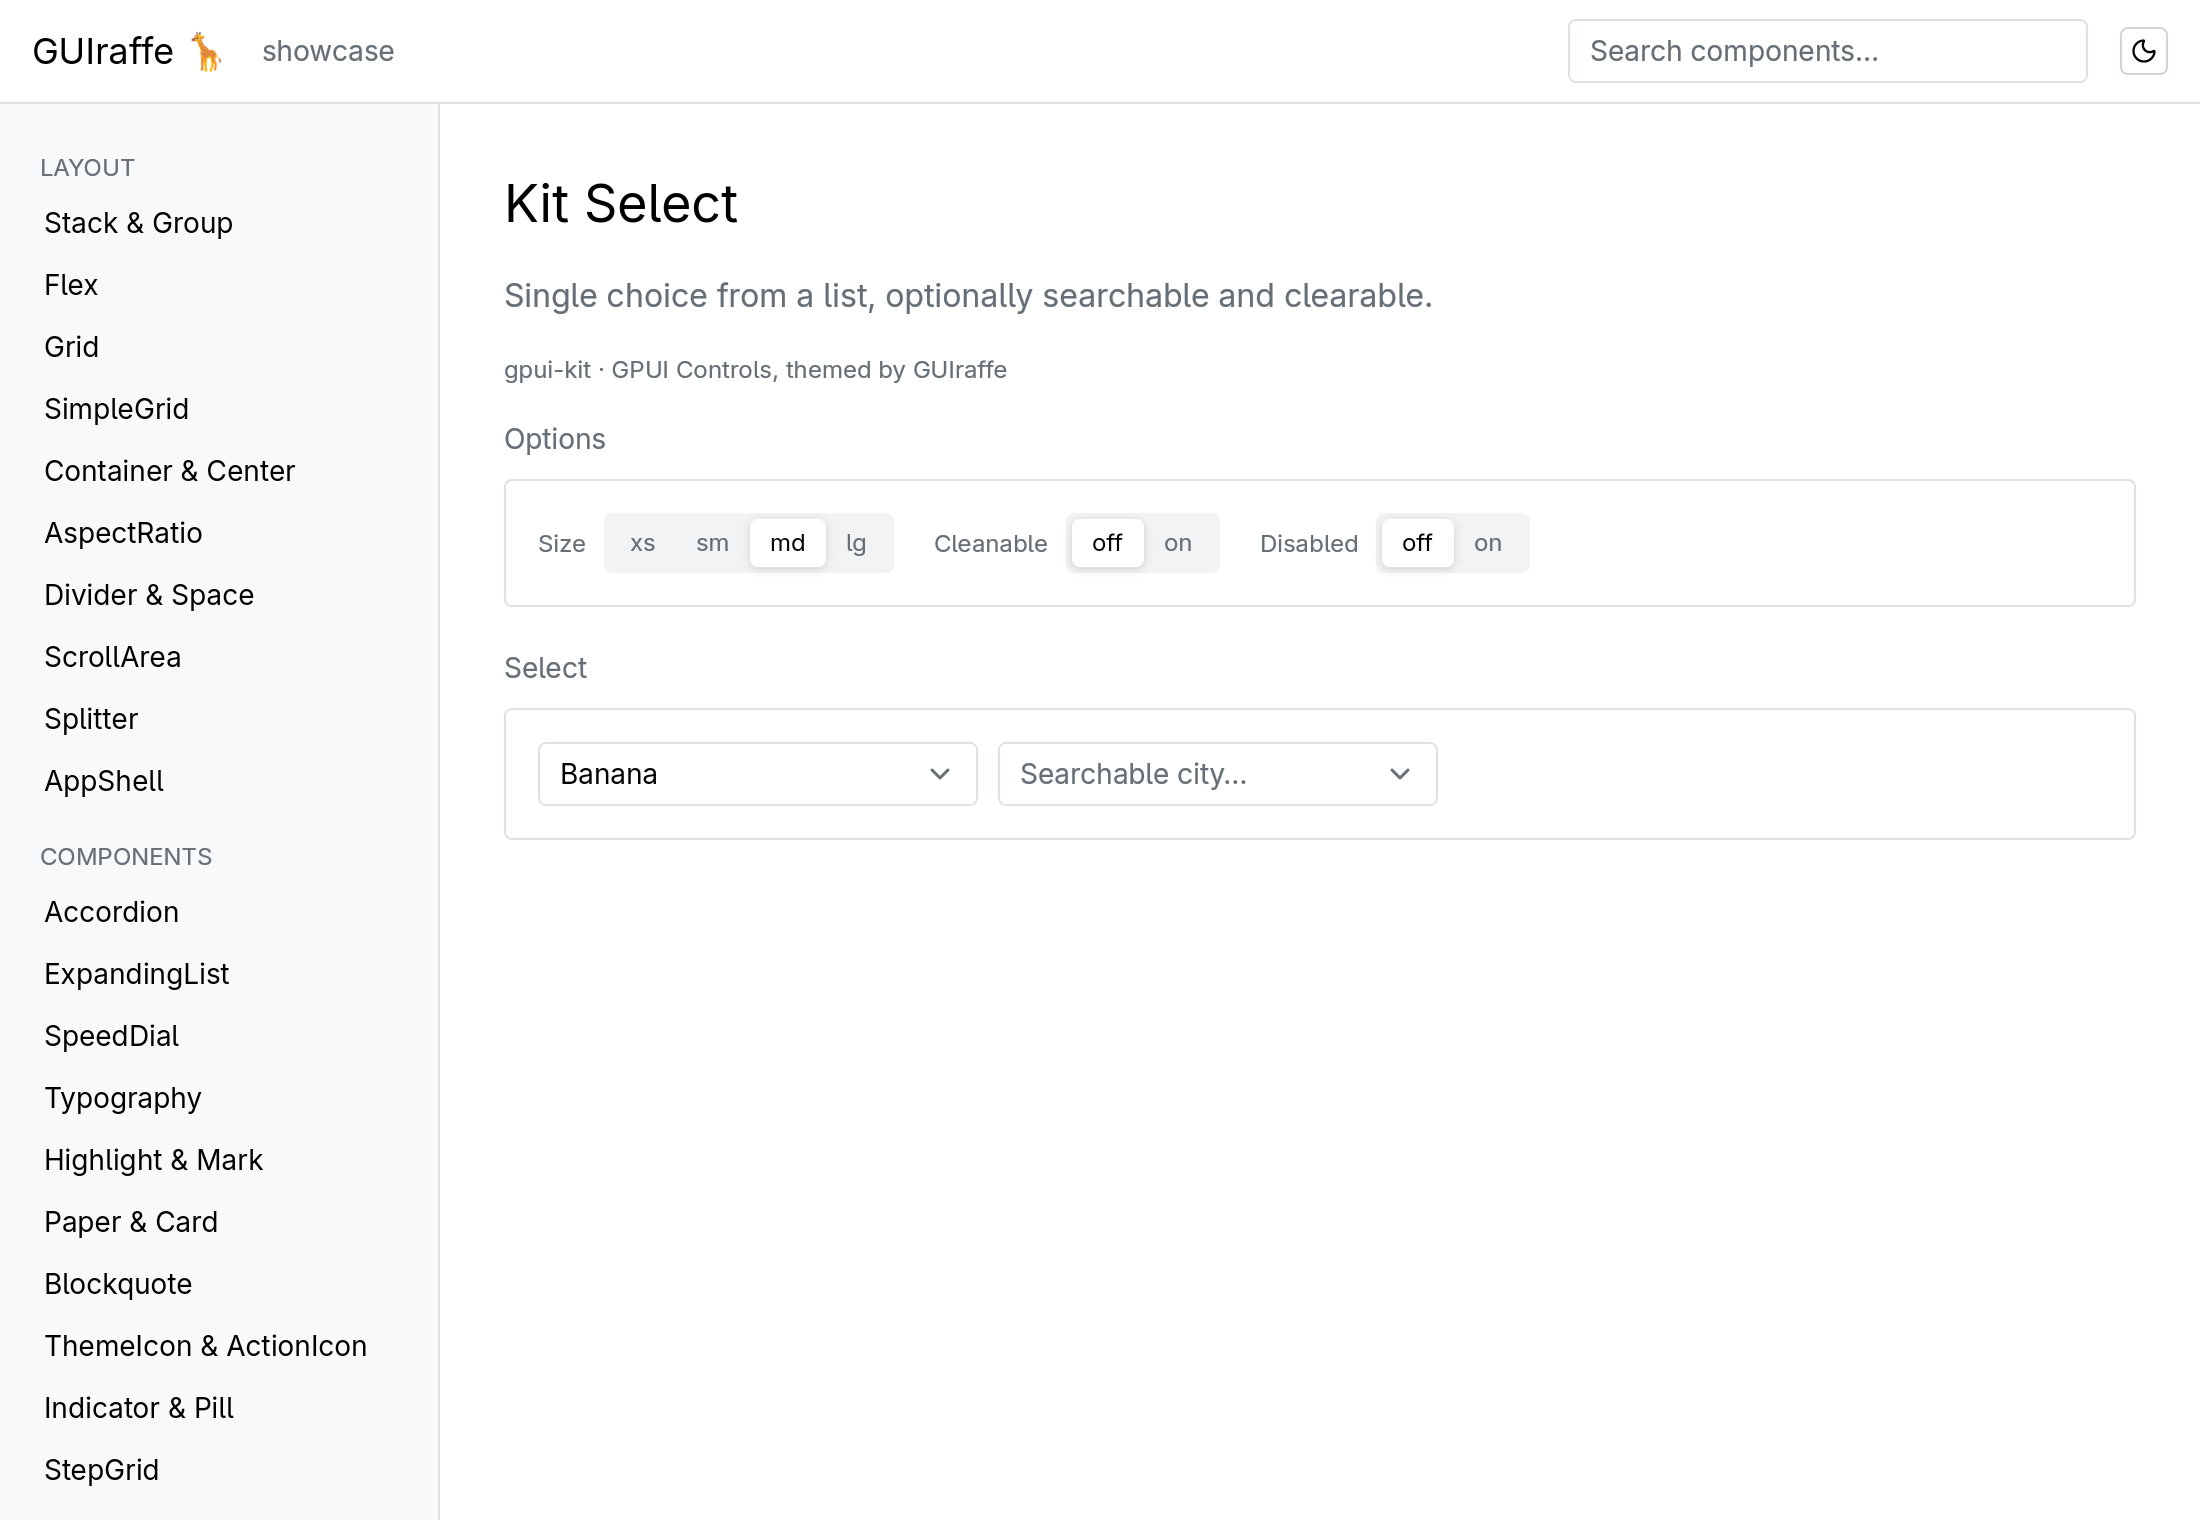 GUIraffe 🦒 showcase Search components...
LAYOUT
Stack & Group
Flex
Grid
SimpleGrid
Container & Center
AspectRatio
Divider & Space
ScrollArea
Splitter
AppShell
COMPONENTS
Accordion
ExpandingList
SpeedDial
Typography
Highlight & Mark
Paper & Card
Blockquote
ThemeIcon & ActionIcon
Indicator & Pill
StepGrid
Kit Select
Single choice from a list, optionally searchable and clearable.
gpui-kit · GPUI Controls, themed by GUIraffe
Options
Size xs sm md lg Cleanable off on Disabled off on
Select
Banana Searchable city...